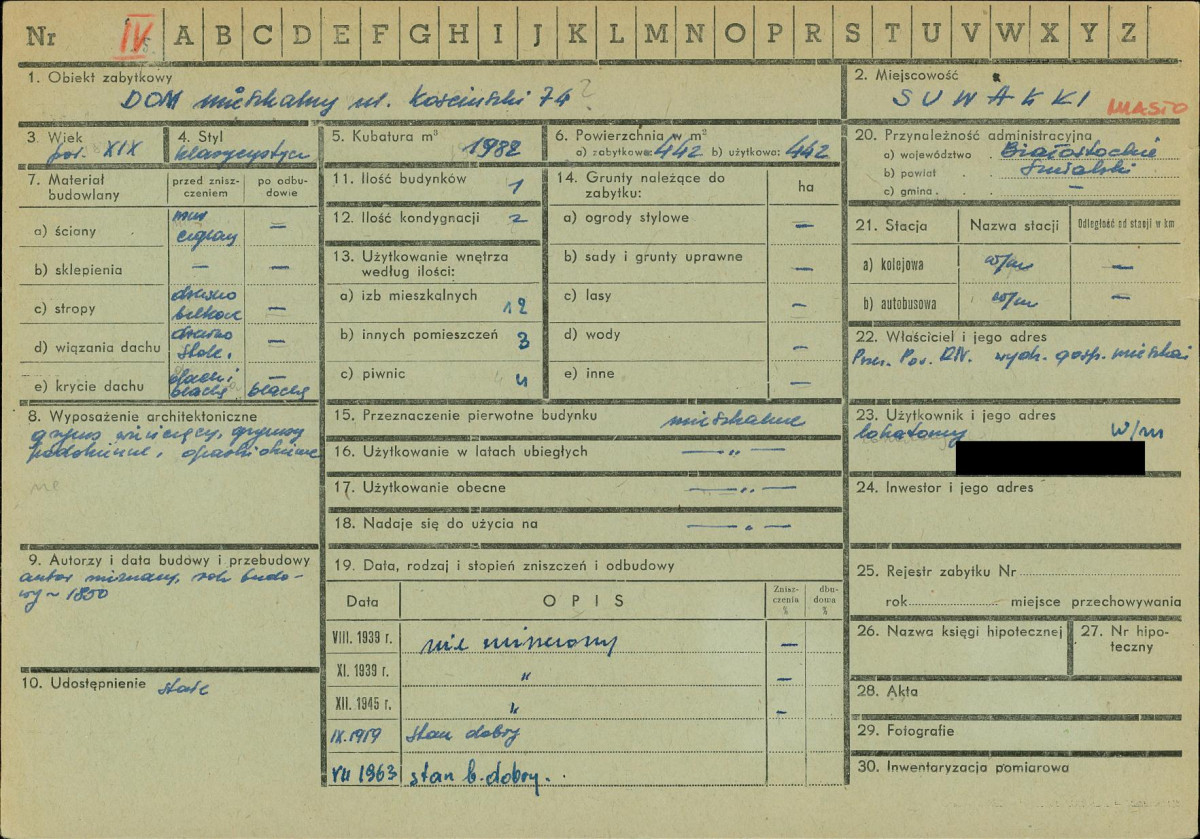 Nr IV A B C D E F G H I J K L M N O P R S T U V W X Y Z
1. Obiekt zabytkowy
DOM mieszkalny ul. Kościuszki 74 ?
2. Miejscowość
SUWAŁKI MIASTO
3. Wiek
poł. XIX
4. Styl
klasycystycz
5. Kubatura m³
1982
6. Powierzchnia w m²
a) zabytkowa: 442 b) użytkowa: 442
20. Przynależność administracyjna
a) województwo Białostockie
b) powiat Suwalski
c) gmina —
7. Materiał budowlany
przed zniszczeniem
po odbudowie
a) ściany
mur
ceglany
—
b) sklepienia — —
c) stropy
drewno
belkow
—
d) wiązania dachu
drewno
stolc.
—
e) krycie dachu
blachą
—
blachą
11. Ilość budynków 1
12. Ilość kondygnacji 2
13. Użytkowanie wnętrza
według ilości:
a) izb mieszkalnych 12
b) innych pomieszczeń 3
c) piwnic 4
14. Grunty należące do
zabytku:
ha
a) ogrody stylowe —
b) sady i grunty uprawne —
c) lasy —
d) wody —
e) inne —
21. Stacja
Nazwa stacji
Odległość od stacji w km
a) kolejowa w/m —
b) autobusowa w/m —
22. Właściciel i jego adres
Prez. Pow. RN. wydz. gosp. mieszkal
8. Wyposażenie architektoniczne
gzyms wieńczący, gzymsy
podokienne, opaski okienne
ne
15. Przeznaczenie pierwotne budynku mieszkalne
16. Użytkowanie w latach ubiegłych —„—
17. Użytkowanie obecne —„—
18. Nadaje się do użycia na —„—
23. Użytkownik i jego adres
lokatorzy W/m
24. Inwestor i jego adres
9. Autorzy i data budowy i przebudowy
autor nieznany, rok budo-
wy ~ 1850
10. Udostępnienie stałe
19. Data, rodzaj i stopień zniszczeń i odbudowy
Data
OPIS
Zniszczenia %
dbudowa %
VIII. 1939 r. nie niszczony —
XI. 1939 r. „ —
XII. 1945 r. „ —
IX.1959 stan dobry
VII 1963 stan b. dobry.
25. Rejestr zabytku Nr
rok miejsce przechowywania
26. Nazwa księgi hipotecznej
27. Nr hipoteczny
28. Akta
29. Fotografie
30. Inwentaryzacja pomiarowa